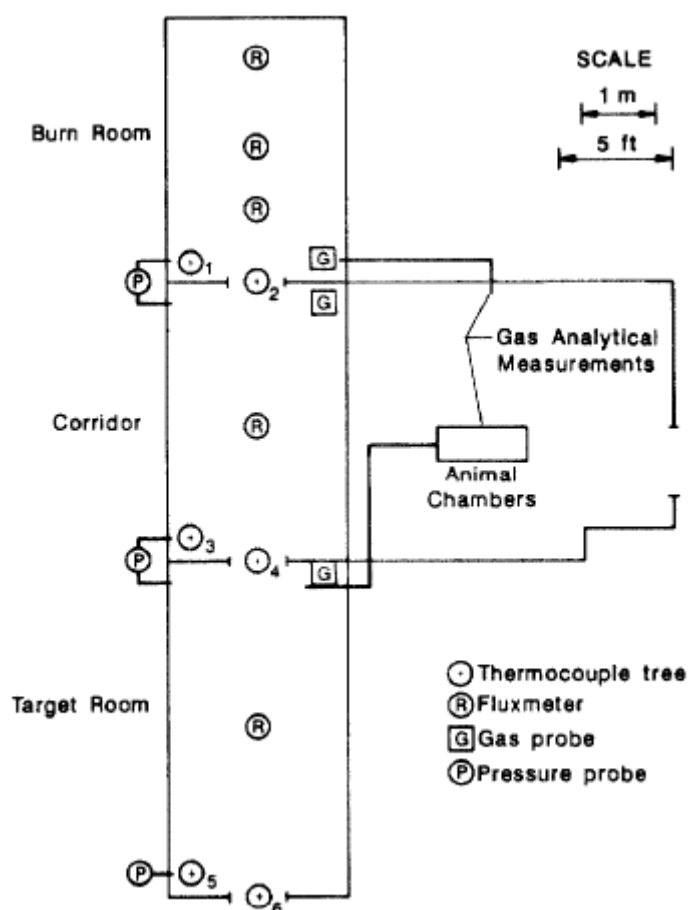 SCALE
1 m
5 ft
Burn Room
R
R
R
P
1
2
G
G
Gas Analytical
Measurements
Corridor
R
Animal
Chambers
P
3
4
G
Target Room
R
Thermocouple tree
R Fluxmeter
G Gas probe
P Pressure probe
P
5
6